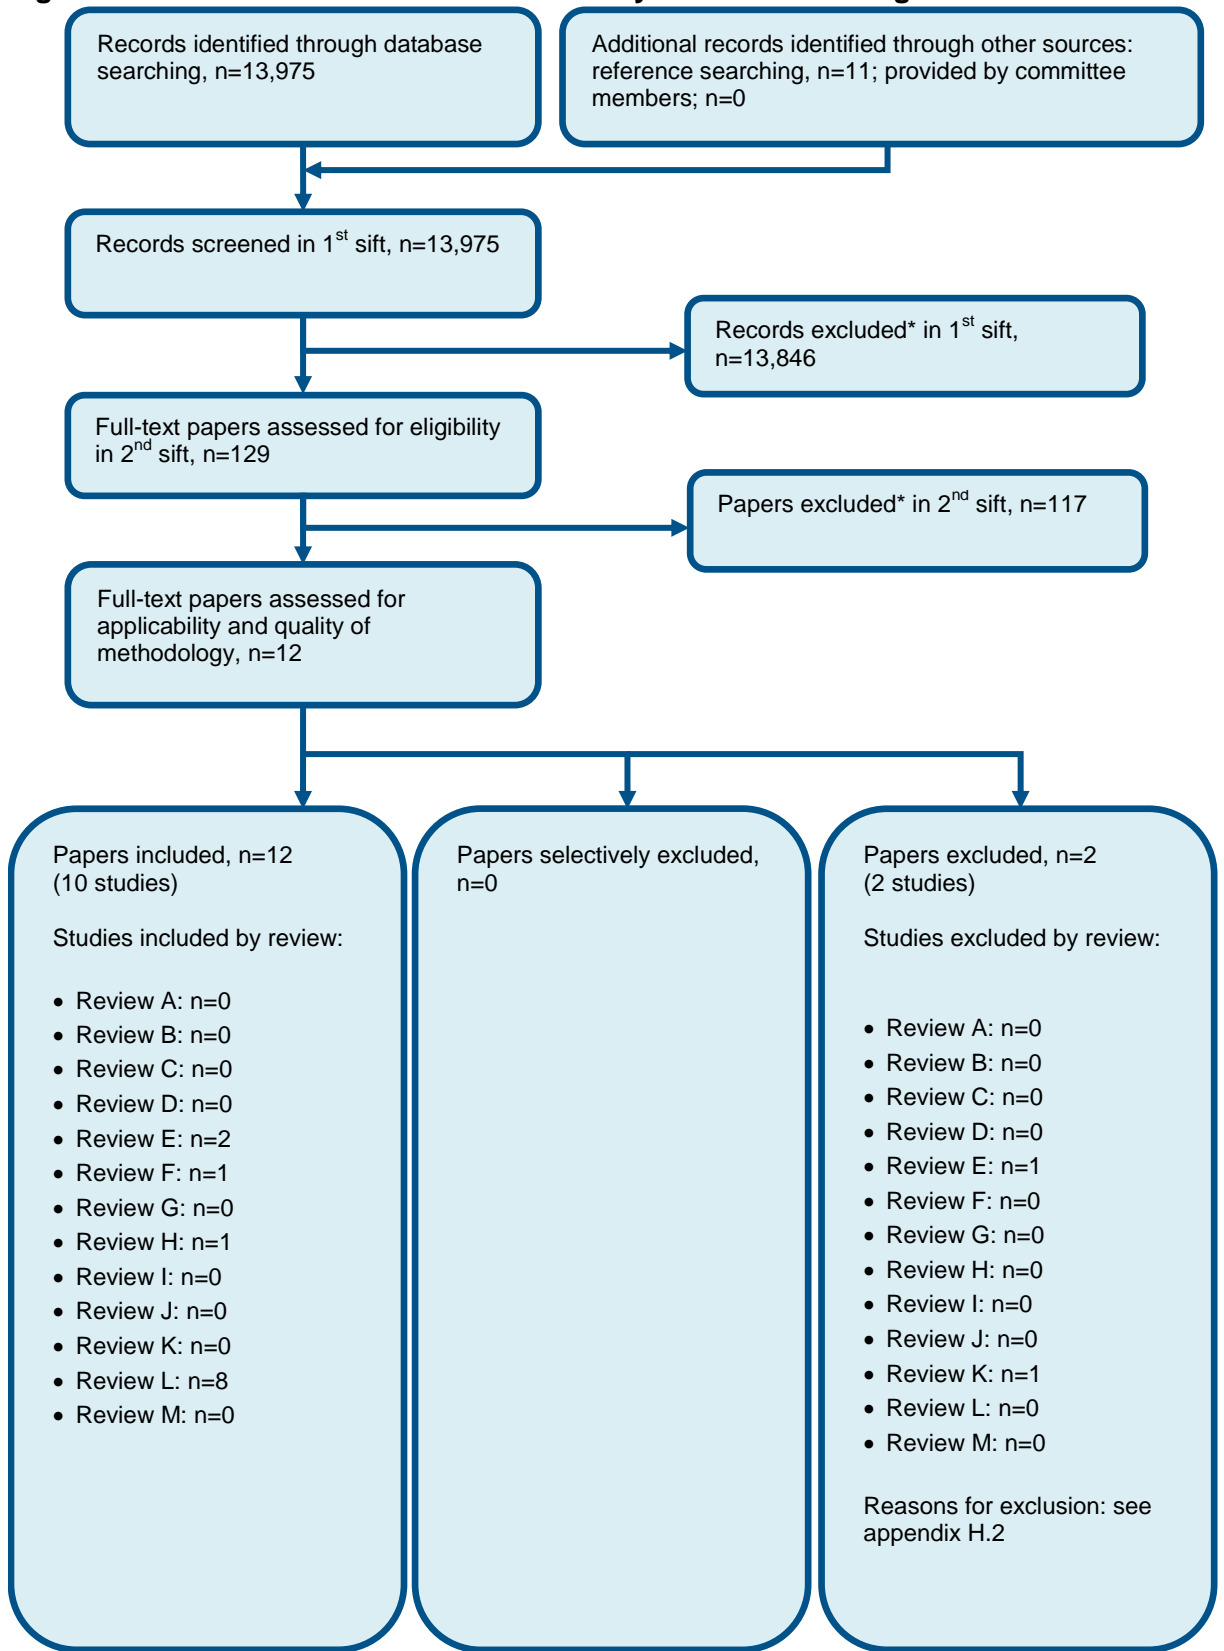 Records identified through database
searching, n=13,975
Additional records identified through other sources:
reference searching, n=11; provided by committee
members; n=0
Records screened in 1st sift, n=13,975
Records excluded* in 1st sift,
n=13,846
Full-text papers assessed for eligibility
in 2nd sift, n=129
Papers excluded* in 2nd sift, n=117
Full-text papers assessed for
applicability and quality of
methodology, n=12
Papers included, n=12
(10 studies)
Studies included by review:
• Review A: n=0
• Review B: n=0
• Review C: n=0
• Review D: n=0
• Review E: n=2
• Review F: n=1
• Review G: n=0
• Review H: n=1
• Review I: n=0
• Review J: n=0
• Review K: n=0
• Review L: n=8
• Review M: n=0
Papers selectively excluded,
n=0
Papers excluded, n=2
(2 studies)
Studies excluded by review:
• Review A: n=0
• Review B: n=0
• Review C: n=0
• Review D: n=0
• Review E: n=1
• Review F: n=0
• Review G: n=0
• Review H: n=0
• Review I: n=0
• Review J: n=0
• Review K: n=1
• Review L: n=0
• Review M: n=0
Reasons for exclusion: see
appendix H.2